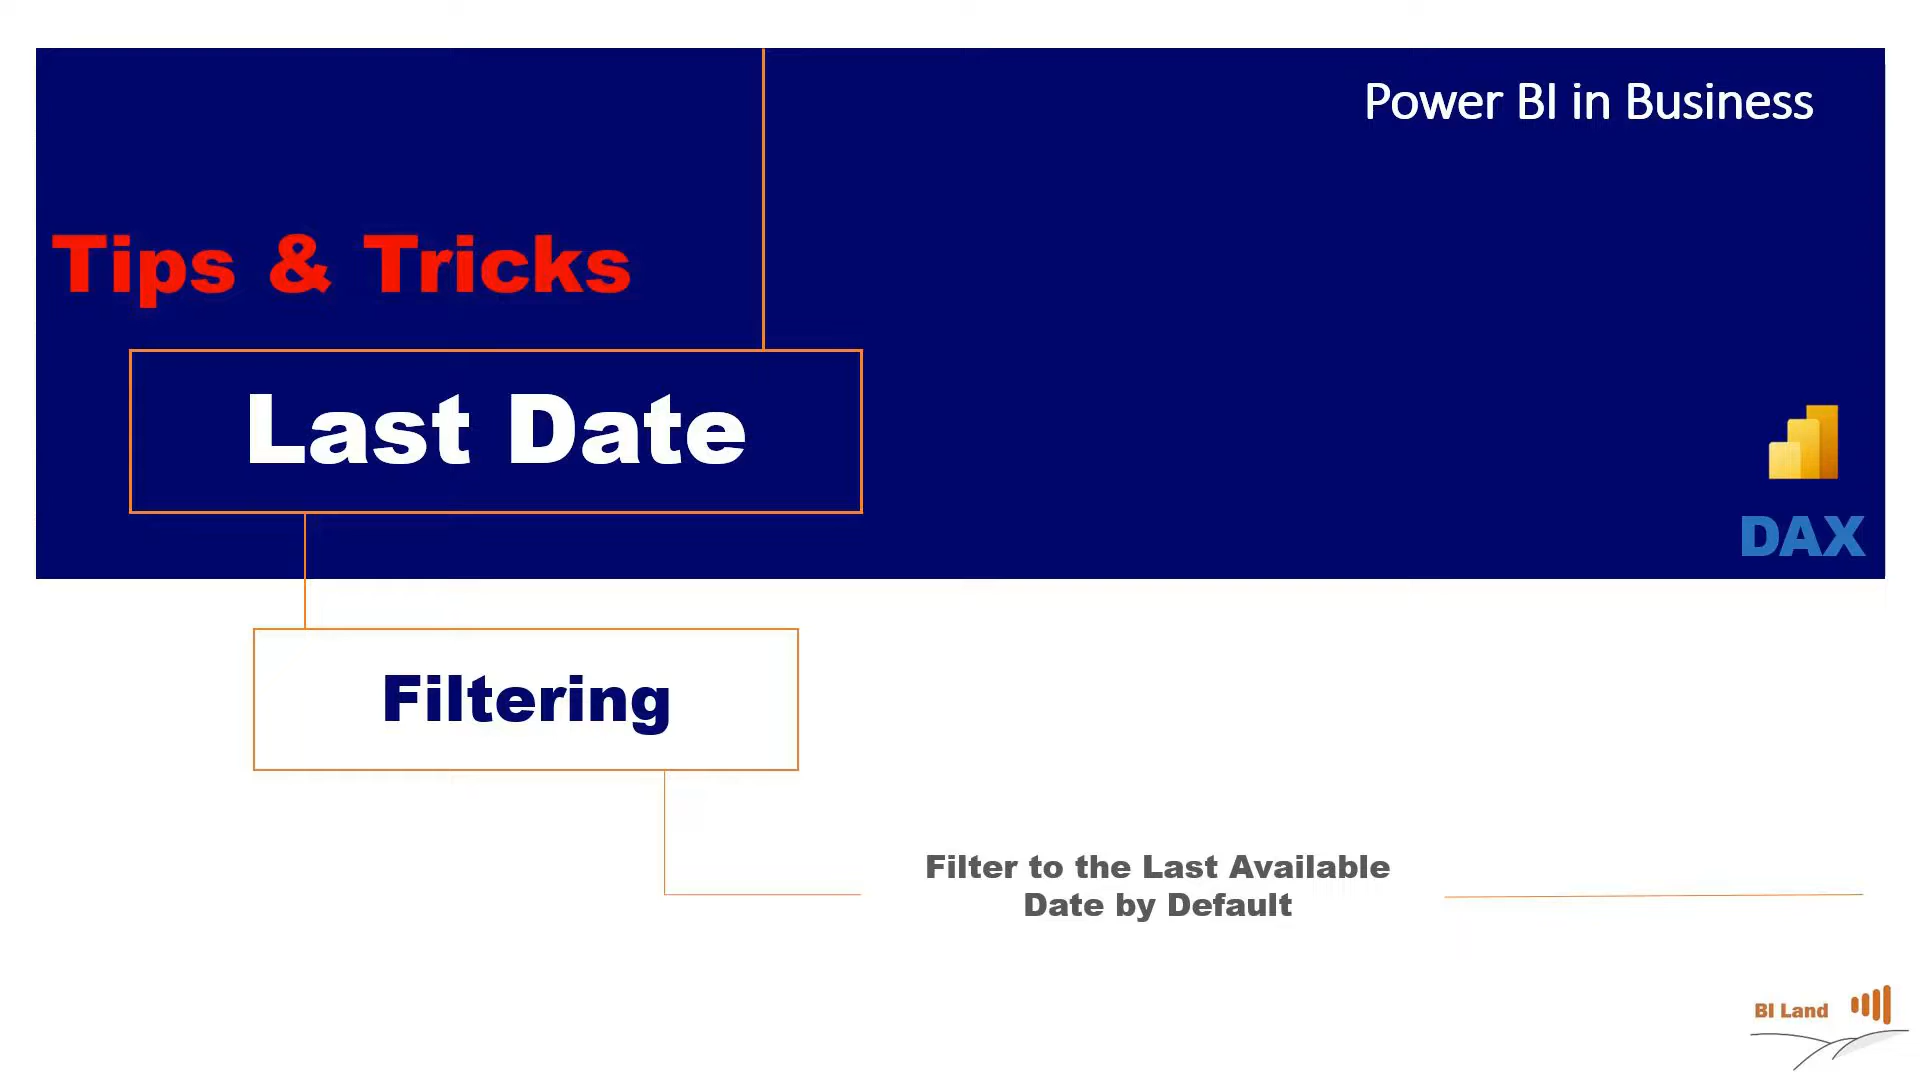 Power BI in Business
Tips & Tricks
Last Date
DAX
Filtering
Filter to the Last Available
Date by Default
BI Land